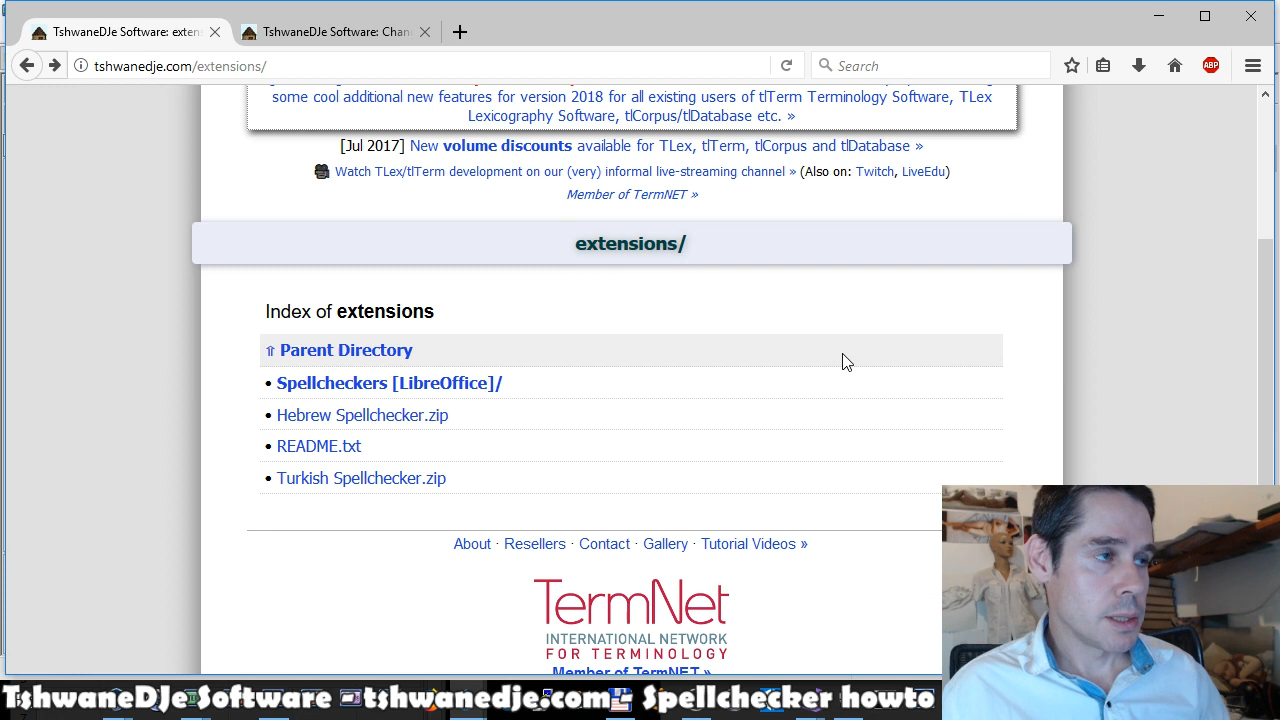 TshwaneDJe Software: exten
TshwaneDJe Software: Chan
tshwanedje.com/extensions/
Search
ABP
some cool additional new features for version 2018 for all existing users of tlTerm Terminology Software, TLex
Lexicography Software, tlCorpus/tlDatabase etc. »
[Jul 2017] New volume discounts available for TLex, tlTerm, tlCorpus and tlDatabase »
Watch TLex/tlTerm development on our (very) informal live-streaming channel » (Also on: Twitch, LiveEdu)
Member of TermNET »
extensions/
Index of extensions
⇧ Parent Directory
• Spellcheckers [LibreOffice]/
• Hebrew Spellchecker.zip
• README.txt
• Turkish Spellchecker.zip
About · Resellers · Contact · Gallery · Tutorial Videos »
TermNet
INTERNATIONAL NETWORK
FOR TERMINOLOGY
Member of TermNET »
TshwaneDJe Software - tshwanedje.com - Spellchecker howto